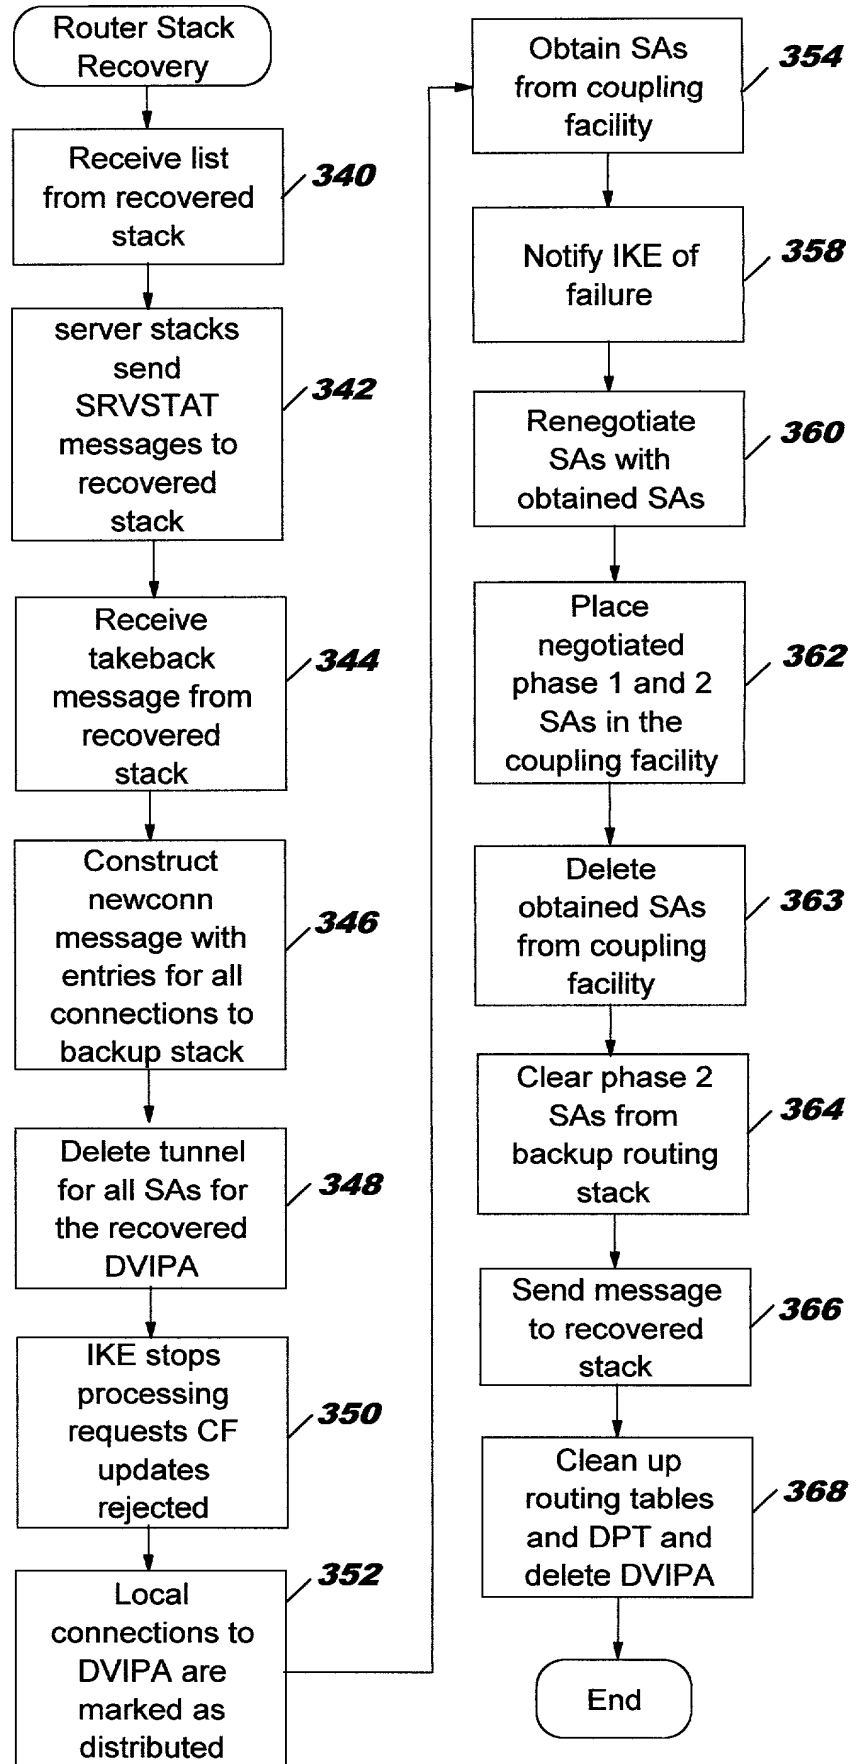 Router Stack
Recovery
Receive list
from recovered
stack
340
server stacks
send
SRVSTAT
messages to
recovered
stack
342
Receive
takeback
message from
recovered
stack
344
Construct
newconn
message with
entries for all
connections to
backup stack
346
Delete tunnel
for all SAs for
the recovered
DVIPA
348
IKE stops
processing
requests CF
updates
rejected
350
Local
connections to
DVIPA are
marked as
distributed
352
Obtain SAs
from coupling
facility
354
Notify IKE of
failure
358
Renegotiate
SAs with
obtained SAs
360
Place
negotiated
phase 1 and 2
SAs in the
coupling facility
362
Delete
obtained SAs
from coupling
facility
363
Clear phase 2
SAs from
backup routing
stack
364
Send message
to recovered
stack
366
Clean up
routing tables
and DPT and
delete DVIPA
368
End